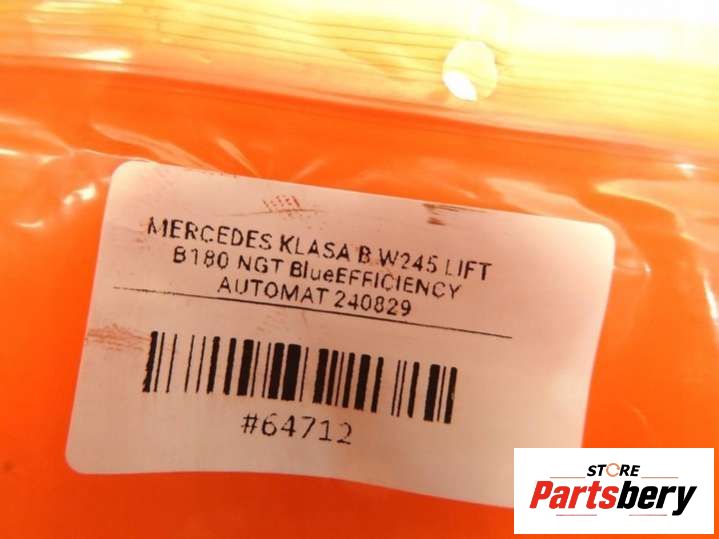 MERCEDES KLASA B W245 LIFT
B180 NGT BlueEFFICIENCY
AUTOMAT 240829
#64712
STORE
Partsbery